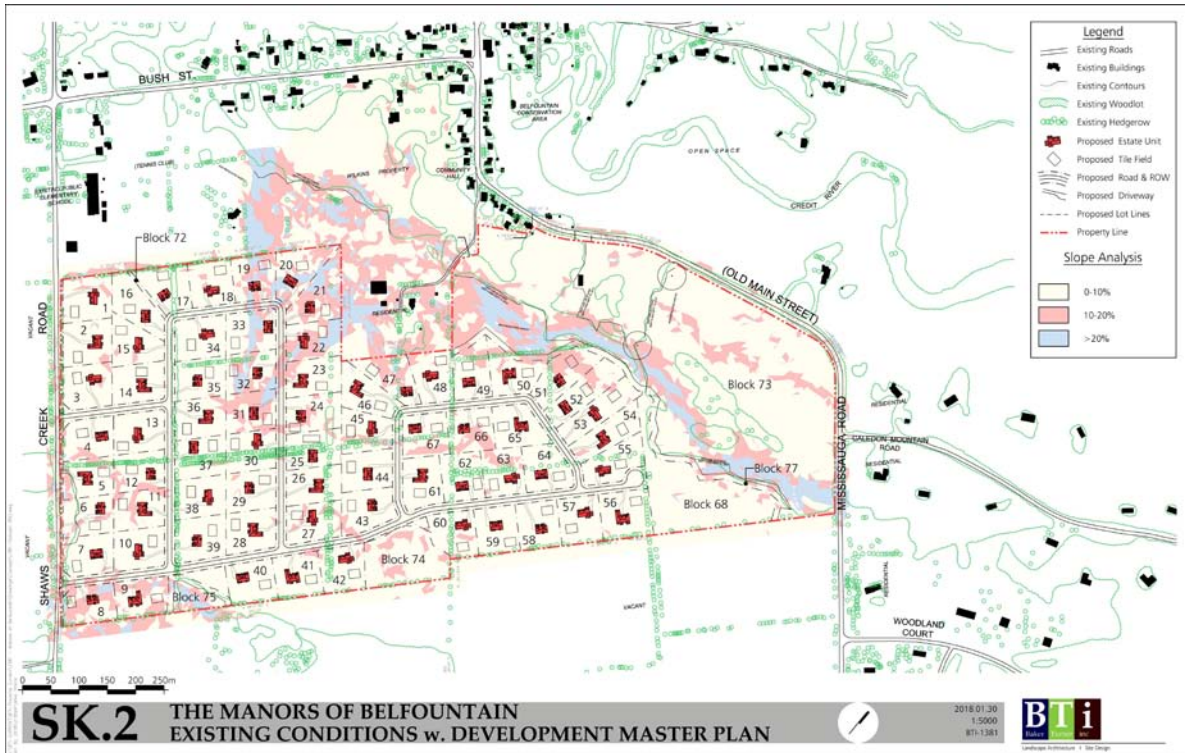 BUSH ST.
BELFOUNTAIN
CONSERVATION
AREA
OPEN SPACE
CREDIT RIVER
(TENNIS CLUB)
PROPERTY
COMMUNITY
HALL
ELEMENTARY
SCHOOL
Block 72
(OLD MAIN STREET)
RESIDENTIAL
VACANT
SHAWS CREEK ROAD
VACANT
1
2
3
4
5
6
7
8
9
10
11
12
13
14
15
16
17
18
19
20
21
22
23
24
25
26
27
28
29
30
31
32
33
34
35
36
37
38
39
40
41
42
43
44
45
46
47
48
49
50
51
52
53
54
55
56
57
58
59
60
61
62
63
64
65
66
67
Block 68
Block 73
Block 74
Block 75
Block 77
MISSISSAUGA ROAD
RESIDENTIAL
CALEDON MOUNTAIN
ROAD
RESIDENTIAL
RESIDENTIAL
VACANT
WOODLAND
COURT
Legend
Existing Roads
Existing Buildings
Existing Contours
Existing Woodlot
Existing Hedgerow
Proposed Estate Unit
Proposed Tile Field
Proposed Road & ROW
Proposed Driveway
Proposed Lot Lines
Property Line
Slope Analysis
0-10%
10-20%
>20%
0 50 100 150 200 250m
SK.2
THE MANORS OF BELFOUNTAIN
EXISTING CONDITIONS w. DEVELOPMENT MASTER PLAN
2018.01.30
1:5000
BTI-1381
BTi
Baker Turner inc
Landscape Architecture Site Design